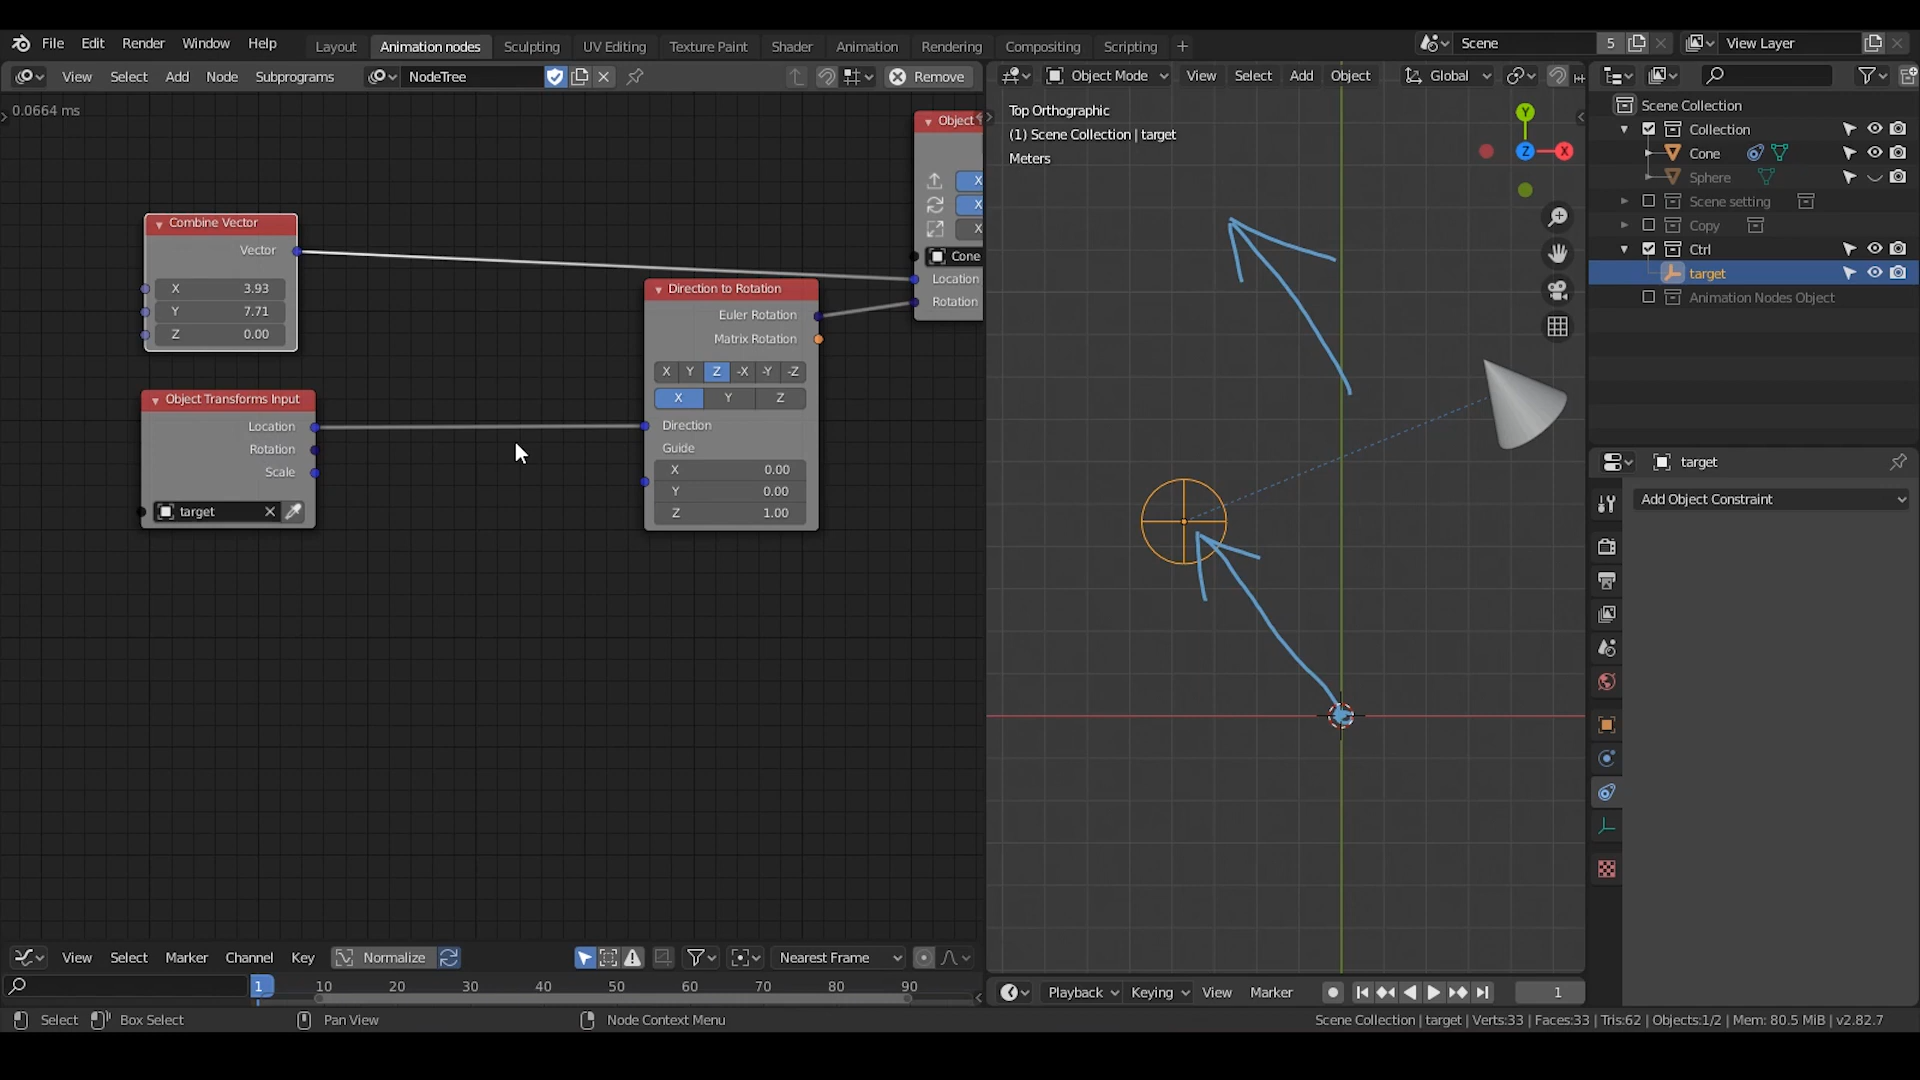 File Edit Render Window Help Layout Animation nodes Sculpting UV Editing Texture Paint Shader Animation Rendering Compositing Scripting + Scene 5 View Layer
View Select Add Node Subprograms NodeTree Remove Object Mode View Select Add Object Global
0.0664 ms
Top Orthographic
(1) Scene Collection | target
Meters
Y
Z
X
Scene Collection
Collection
Cone
Sphere
Scene setting
Copy
Ctrl
target
Animation Nodes Object
Combine Vector
Vector
X 3.93
Y 7.71
Z 0.00
Object Transforms Input
Location
Rotation
Scale
target
Direction to Rotation
Euler Rotation
Matrix Rotation
X Y Z -X -Y -Z
X Y Z
Direction
Guide
X 0.00
Y 0.00
Z 1.00
Object
X
X
X
Cone
Location
Rotation
target
Add Object Constraint
View Select Marker Channel Key Normalize Nearest Frame
1 10 20 30 40 50 60 70 80 90
Playback Keying View Marker 1
Select Box Select Pan View Node Context Menu
Scene Collection | target | Verts:33 | Faces:33 | Tris:62 | Objects:1/2 | Mem: 80.5 MiB | v2.82.7